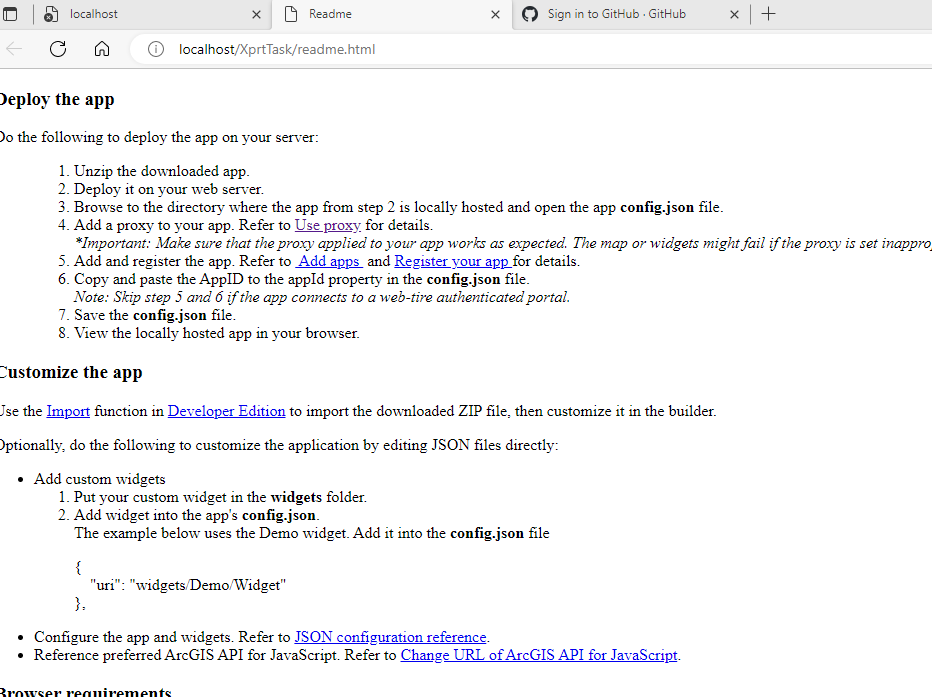 localhost
Readme
Sign in to GitHub · GitHub
localhost/XprtTask/readme.html
Deploy the app
Do the following to deploy the app on your server:
1. Unzip the downloaded app.
2. Deploy it on your web server.
3. Browse to the directory where the app from step 2 is locally hosted and open the app config.json file.
4. Add a proxy to your app. Refer to Use proxy for details.
*Important: Make sure that the proxy applied to your app works as expected. The map or widgets might fail if the proxy is set
5. Add and register the app. Refer to Add apps and Register your app for details.
6. Copy and paste the AppID to the appId property in the config.json file.
Note: Skip step 5 and 6 if the app connects to a web-tire authenticated portal.
7. Save the config.json file.
8. View the locally hosted app in your browser.
Customize the app
Use the Import function in Developer Edition to import the downloaded ZIP file, then customize it in the builder.
Optionally, do the following to customize the application by editing JSON files directly:
• Add custom widgets
1. Put your custom widget in the widgets folder.
2. Add widget into the app's config.json.
The example below uses the Demo widget. Add it into the config.json file
{
"uri": "widgets/Demo/Widget"
},
• Configure the app and widgets. Refer to JSON configuration reference.
• Reference preferred ArcGIS API for JavaScript. Refer to Change URL of ArcGIS API for JavaScript.
Browser requirements